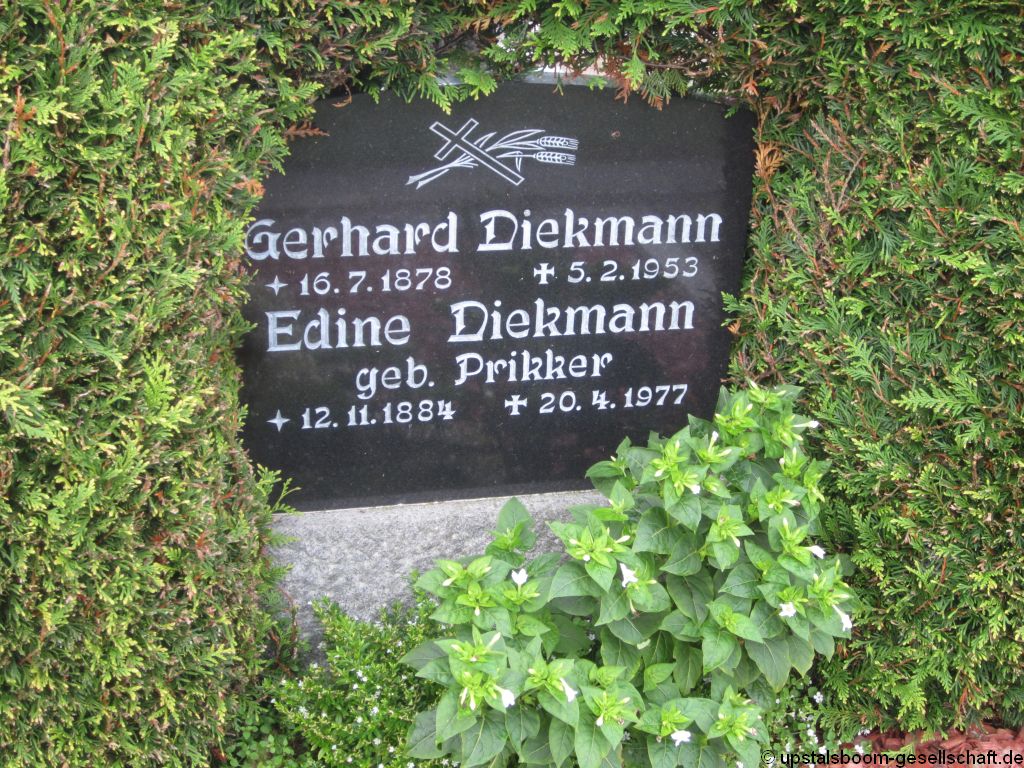 Gerhard Diekmann
16.7.1878 5.2.1953
Edine Diekmann
geb. Prikker
12.11.1884 20.4.1977
© upstalsboom-gesellschaft.de